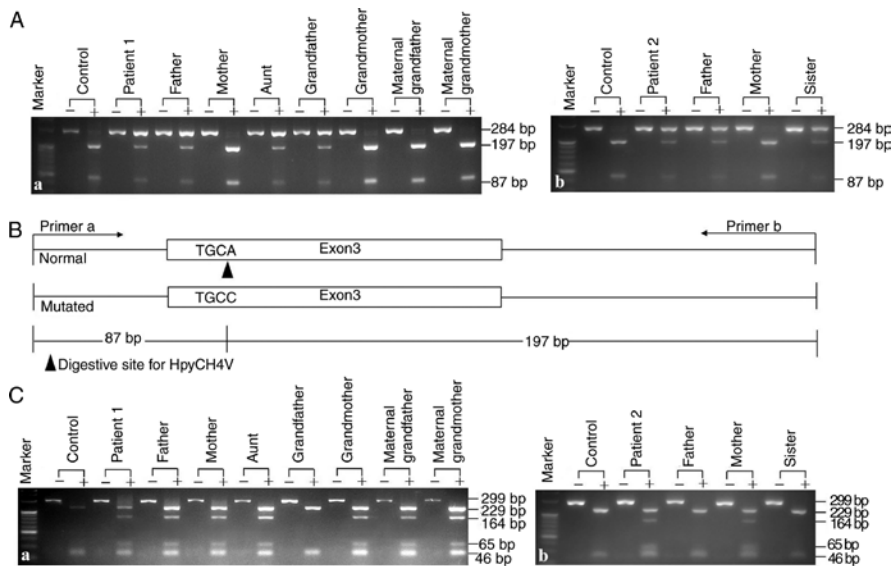 A
Marker
Control
Patient 1
Father
Mother
Aunt
Grandfather
Grandmother
Maternal
grandfather
Maternal
grandmother
− + − + − + − + − + − + − + − + − +
284 bp
197 bp
87 bp
a
Marker
Control
Patient 2
Father
Mother
Sister
− + − + − + − + − +
284 bp
197 bp
87 bp
b
B
Primer a
Primer b
Normal
TGCA
Exon3
Mutated
TGCC
Exon3
87 bp
197 bp
Digestive site for HpyCH4V
C
Marker
Control
Patient 1
Father
Mother
Aunt
Grandfather
Grandmother
Maternal
grandfather
Maternal
grandmother
− + − + − + − + − + − + − + − + − +
299 bp
229 bp
164 bp
65 bp
46 bp
a
Marker
Control
Patient 2
Father
Mother
Sister
− + − + − + − + − +
299 bp
229 bp
164 bp
65 bp
46 bp
b